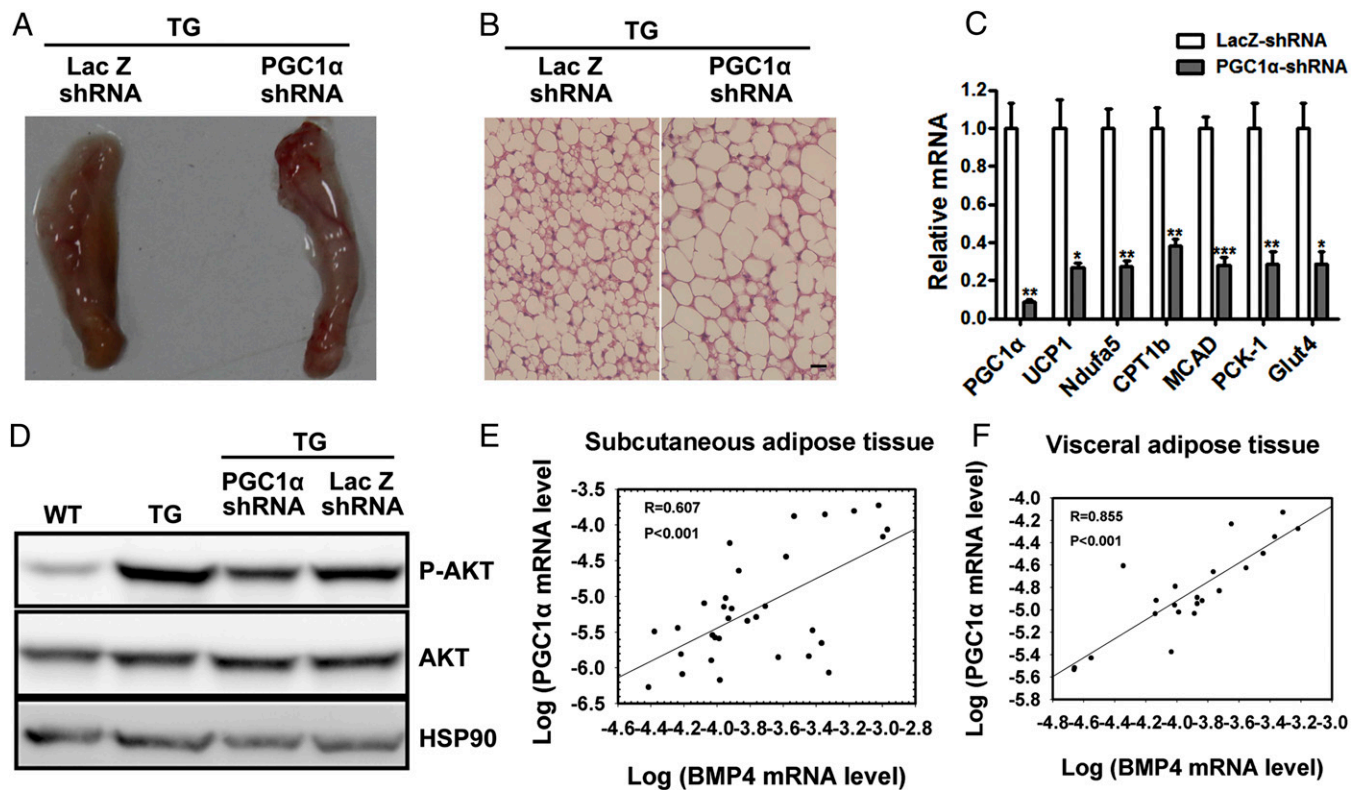 A
TG
Lac Z
shRNA
PGC1α
shRNA
B
TG
Lac Z
shRNA
PGC1α
shRNA
C
LacZ-shRNA
PGC1α-shRNA
Relative mRNA
1.2
1.0
0.8
0.6
0.4
0.2
0.0
**
*
**
**
***
**
*
PGC1α
UCP1
Ndufa5
CPT1b
MCAD
PCK-1
Glut4
D
TG
WT
TG
PGC1α
shRNA
Lac Z
shRNA
P-AKT
AKT
HSP90
E
Subcutaneous adipose tissue
Log (PGC1α mRNA level)
-3.5
-4.0
-4.5
-5.0
-5.5
-6.0
-6.5
R=0.607
P<0.001
-4.6 -4.4 -4.2 -4.0 -3.8 -3.6 -3.4 -3.2 -3.0 -2.8
Log (BMP4 mRNA level)
F
Visceral adipose tissue
Log (PGC1α mRNA level)
-4.0
-4.2
-4.4
-4.6
-4.8
-5.0
-5.2
-5.4
-5.6
-5.8
R=0.855
P<0.001
-4.8 -4.6 -4.4 -4.2 -4.0 -3.8 -3.6 -3.4 -3.2 -3.0
Log (BMP4 mRNA level)